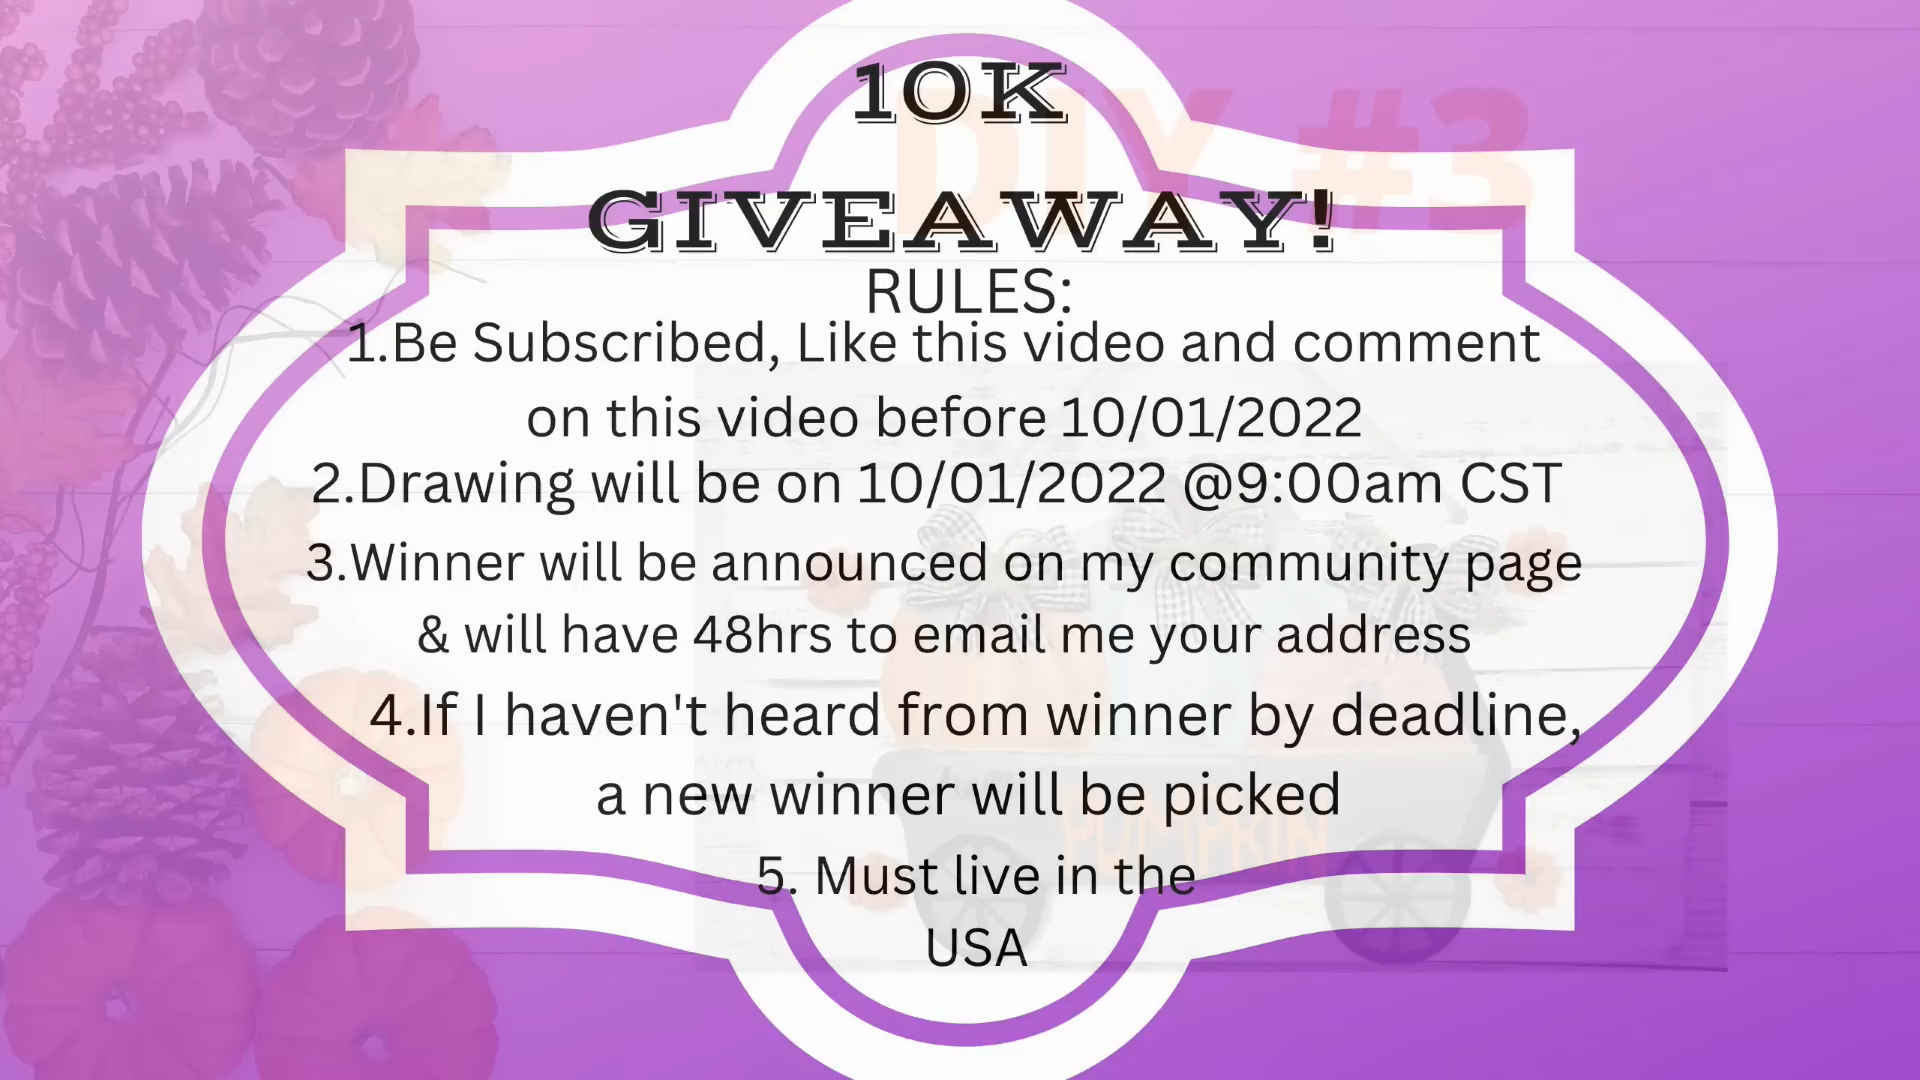 10K
DIY #3
GIVEAWAY!
RULES:
1.Be Subscribed, Like this video and comment
on this video before 10/01/2022
2.Drawing will be on 10/01/2022 @9:00am CST
3.Winner will be announced on my community page
& will have 48hrs to email me your address
4.If I haven't heard from winner by deadline,
a new winner will be picked
PUMPKIN
5. Must live in the
USA